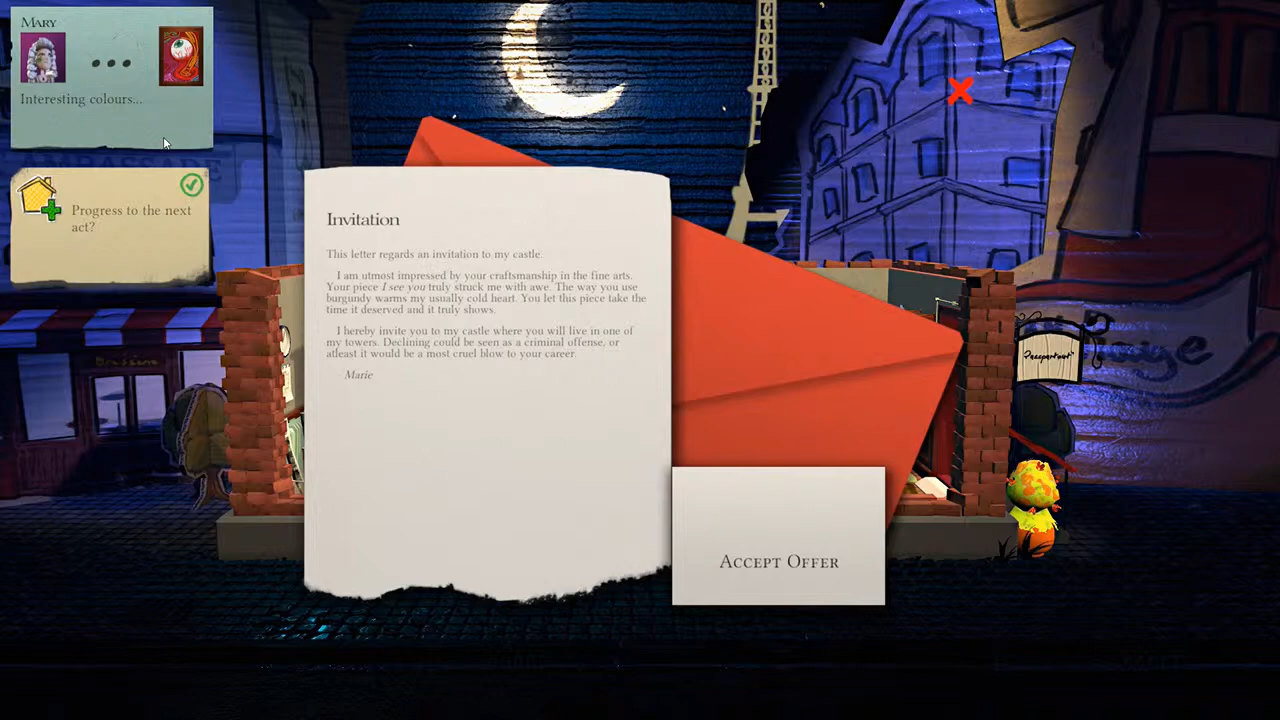 MARY
Interesting colours...
Progress to the next
act?
Invitation
This letter regards an invitation to my castle.
I am utmost impressed by your craftsmanship in the fine arts.
Your piece I see you truly struck me with awe. The way you use
burgundy warms my usually cold heart. You let this piece take the
time it deserved and it truly shows.
I hereby invite you to my castle where you will live in one of
my towers. Declining could be seen as a criminal offense, or
atleast it would be a most cruel blow to your career.
Marie
ACCEPT OFFER
Passpartout